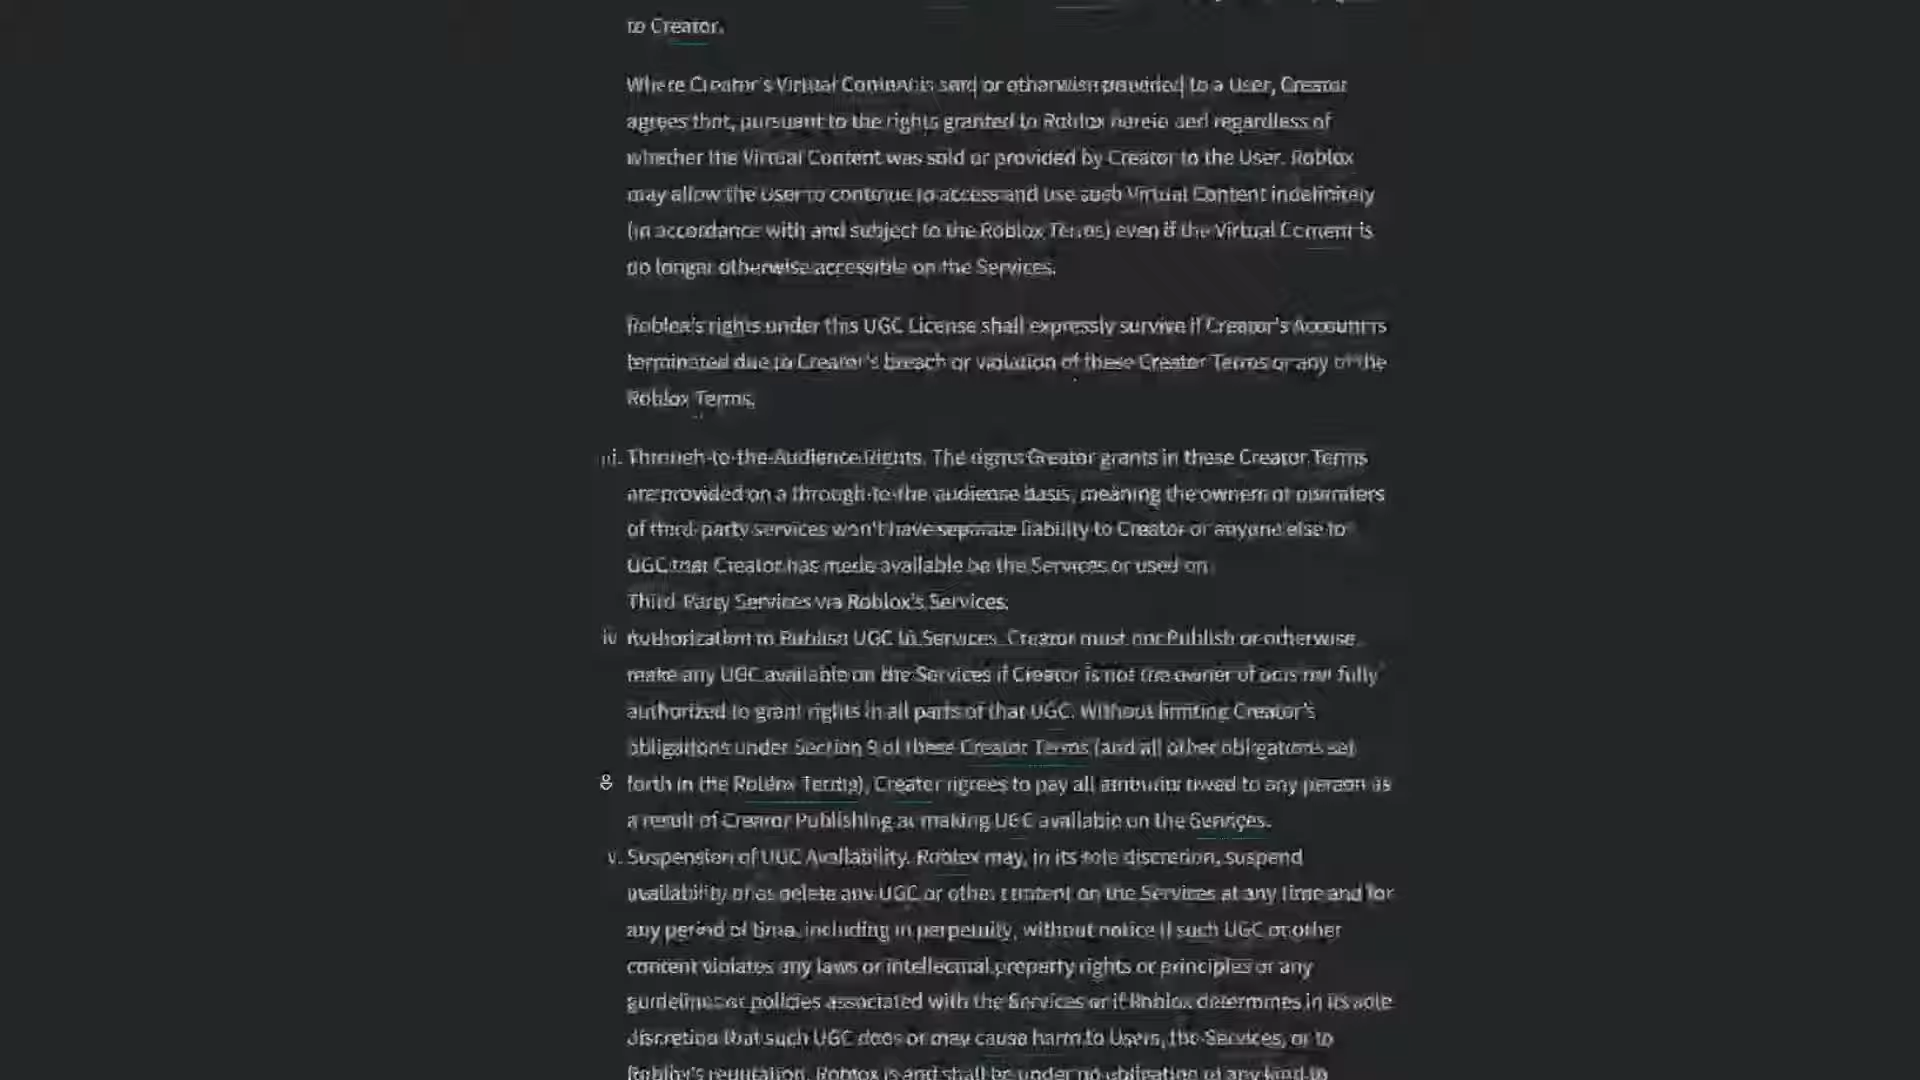 to Creator.
Where Creator's Virtual Content is sold or otherwise provided to a User, Creator
agrees that, pursuant to the rights granted to Roblox herein and regardless of
whether the Virtual Content was sold or provided by Creator to the User. Roblox
may allow the User to continue to access and use such Virtual Content indefinitely
(in accordance with and subject to the Roblox Terms) even if the Virtual Content is
no longer otherwise accessible on the Services.
Roblox's rights under this UGC License shall expressly survive if Creator's Account is
terminated due to Creator's breach or violation of these Creator Terms or any of the
Roblox Terms.
iii. Through-to-the-Audience Rights. The rights Creator grants in these Creator Terms
are provided on a through-to-the audience basis, meaning the owners or operators
of third-party services won't have separate liability to Creator or anyone else to
UGC that Creator has made available on the Services or used on
Third Party Services via Roblox's Services.
iv Authorization to Publish UGC to Services. Creator must not Publish or otherwise
make any UGC available on the Services if Creator is not the owner of or is not fully
authorized to grant rights in all parts of that UGC. Without limiting Creator's
obligations under Section 9 of these Creator Terms (and all other obligations set
forth in the Roblox Terms), Creator agrees to pay all amounts owed to any person as
a result of Creator Publishing or making UGC available on the Services.
v. Suspension of UGC Availability. Roblox may, in its sole discretion, suspend
availability of or delete any UGC or other content on the Services at any time and for
any period of time, including in perpetuity, without notice if such UGC or other
content violates any laws or intellectual property rights or principles or any
guidelines or policies associated with the Services or if Roblox determines in its sole
discretion that such UGC does or may cause harm to Users, the Services, or to
Roblox's reputation. Roblox is and shall be under no obligation of any kind to